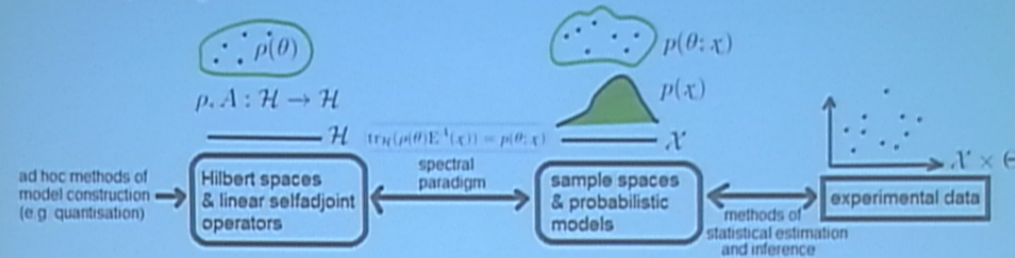 ρ(θ)
ρ, A : ℋ → ℋ
ℋ
tr_ℋ(ρ(θ)E^A(χ)) = p(θ; χ)
p(θ; χ)
p(χ)
𝒳
𝒳 × Θ
ad hoc methods of
model construction
(e.g. quantisation)
Hilbert spaces
& linear selfadjoint
operators
spectral
paradigm
sample spaces
& probabilistic
models
methods of
statistical estimation
and inference
experimental data